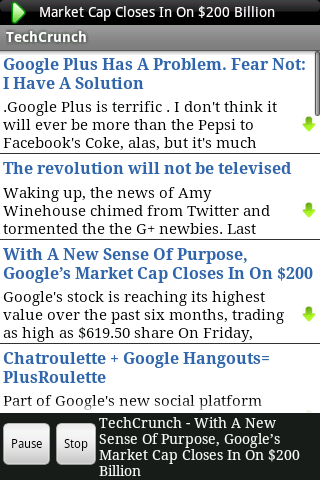 Market Cap Closes In On $200 Billion
TechCrunch
Google Plus Has A Problem. Fear Not:
I Have A Solution
.Google Plus is terrific . I don't think it
will ever be more than the Pepsi to
Facebook's Coke, alas, but it's much
The revolution will not be televised
Waking up, the news of Amy
Winehouse chimed from Twitter and
tormented the the G+ newbies. Last
With A New Sense Of Purpose,
Google’s Market Cap Closes In On $200
Google's stock is reaching its highest
value over the past six months, trading
as high as $619.50 share On Friday,
Chatroulette + Google Hangouts=
PlusRoulette
Part of Google's new social platform
Pause
Stop
TechCrunch - With A New
Sense Of Purpose, Google’s
Market Cap Closes In On $200
Billion